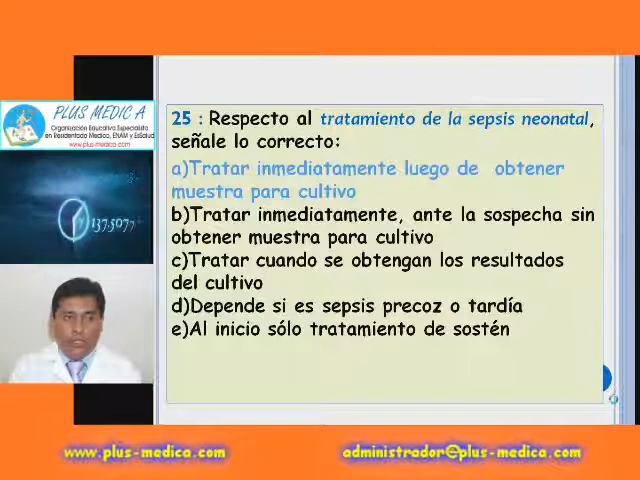 PLUS MEDIC A
Organización Educativa Especialista
en Residentado Medico, ENAM y EsSalud
www.plus-medica.com
137.5077
25 : Respecto al tratamiento de la sepsis neonatal,
señale lo correcto:
a)Tratar inmediatamente luego de obtener
muestra para cultivo
b)Tratar inmediatamente, ante la sospecha sin
obtener muestra para cultivo
c)Tratar cuando se obtengan los resultados
del cultivo
d)Depende si es sepsis precoz o tardía
e)Al inicio sólo tratamiento de sostén
www.plus-medica.com
administrador@plus-medica.com